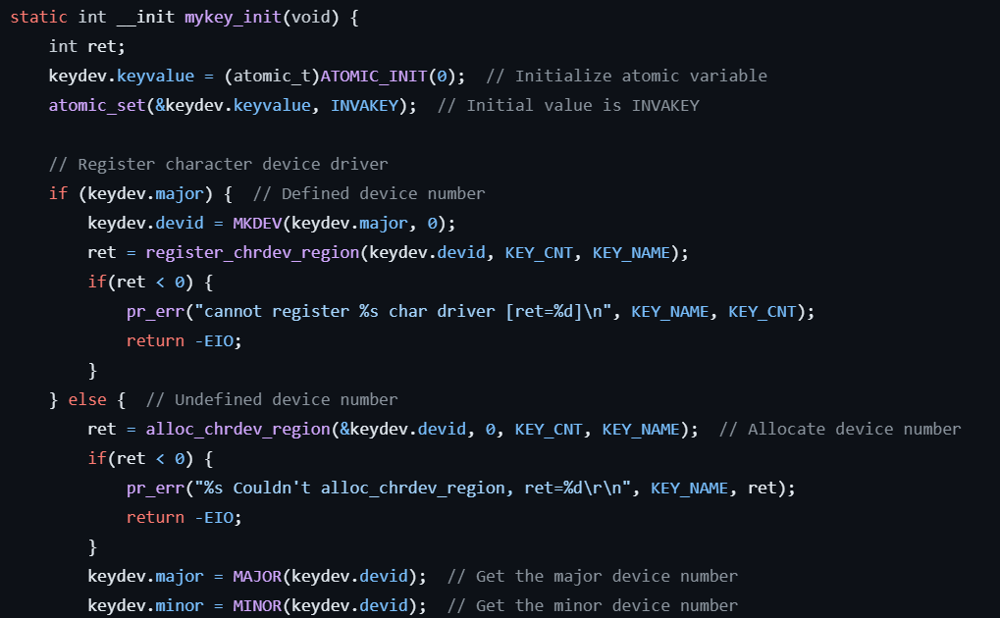 static int __init mykey_init(void) {
    int ret;
    keydev.keyvalue = (atomic_t)ATOMIC_INIT(0);  // Initialize atomic variable
    atomic_set(&keydev.keyvalue, INVAKEY);  // Initial value is INVAKEY

    // Register character device driver
    if (keydev.major) {  // Defined device number
        keydev.devid = MKDEV(keydev.major, 0);
        ret = register_chrdev_region(keydev.devid, KEY_CNT, KEY_NAME);
        if(ret < 0) {
            pr_err("cannot register %s char driver [ret=%d]\n", KEY_NAME, KEY_CNT);
            return -EIO;
        }
    } else {  // Undefined device number
        ret = alloc_chrdev_region(&keydev.devid, 0, KEY_CNT, KEY_NAME);  // Allocate device number
        if(ret < 0) {
            pr_err("%s Couldn't alloc_chrdev_region, ret=%d\r\n", KEY_NAME, ret);
            return -EIO;
        }
        keydev.major = MAJOR(keydev.devid);  // Get the major device number
        keydev.minor = MINOR(keydev.devid);  // Get the minor device number